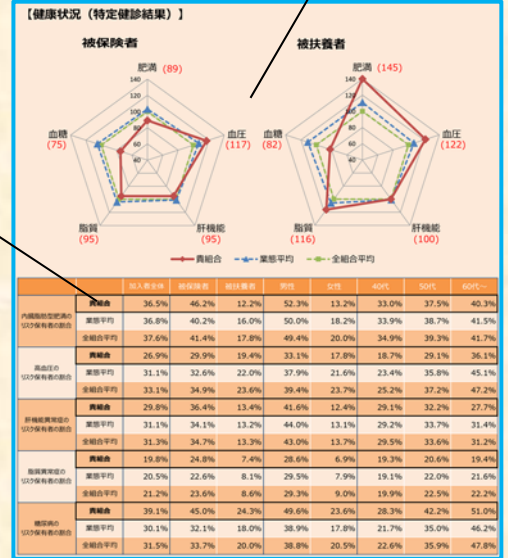 【健康状況（特定健診結果）】
被保険者
被扶養者
肥満 (89)
肥満 (145)
140
120
100
80
60
40
140
120
100
80
60
40
血糖
(75)
血圧
(117)
血糖
(82)
血圧
(122)
脂質
(95)
肝機能
(95)
脂質
(116)
肝機能
(100)
貴組合 業態平均 全組合平均
加入者全体 被保険者 被扶養者 男性 女性 40代 50代 60代～
内臓脂肪型肥満のリスク保有者の割合
貴組合 36.5% 46.2% 12.2% 52.3% 13.2% 33.0% 37.5% 40.3%
業態平均 36.8% 40.2% 16.0% 50.0% 18.2% 33.9% 38.7% 41.5%
全組合平均 37.6% 41.4% 17.8% 49.4% 20.0% 34.9% 39.3% 41.7%
高血圧のリスク保有者の割合
貴組合 26.9% 29.9% 19.4% 33.1% 17.8% 18.7% 29.1% 36.1%
業態平均 31.1% 32.6% 22.0% 37.9% 21.6% 23.4% 35.8% 45.1%
全組合平均 33.1% 34.9% 23.6% 39.4% 23.7% 25.2% 37.2% 47.2%
肝機能異常症のリスク保有者の割合
貴組合 29.8% 36.4% 13.4% 41.6% 12.4% 29.1% 32.2% 27.7%
業態平均 31.1% 34.1% 13.2% 44.0% 13.1% 29.2% 33.7% 31.4%
全組合平均 31.3% 34.7% 13.3% 43.0% 13.7% 29.5% 33.6% 31.2%
脂質異常症のリスク保有者の割合
貴組合 19.8% 24.8% 7.4% 28.6% 6.9% 19.3% 20.6% 19.4%
業態平均 20.5% 22.6% 8.1% 29.5% 7.9% 19.1% 22.0% 21.6%
全組合平均 21.2% 23.6% 8.6% 29.3% 9.0% 19.9% 22.5% 22.2%
糖尿病のリスク保有者の割合
貴組合 39.1% 45.0% 24.3% 49.6% 23.6% 28.3% 42.2% 51.0%
業態平均 30.1% 32.1% 18.0% 38.9% 17.8% 21.7% 35.0% 46.2%
全組合平均 31.5% 33.7% 20.0% 38.8% 20.5% 22.6% 35.9% 47.8%